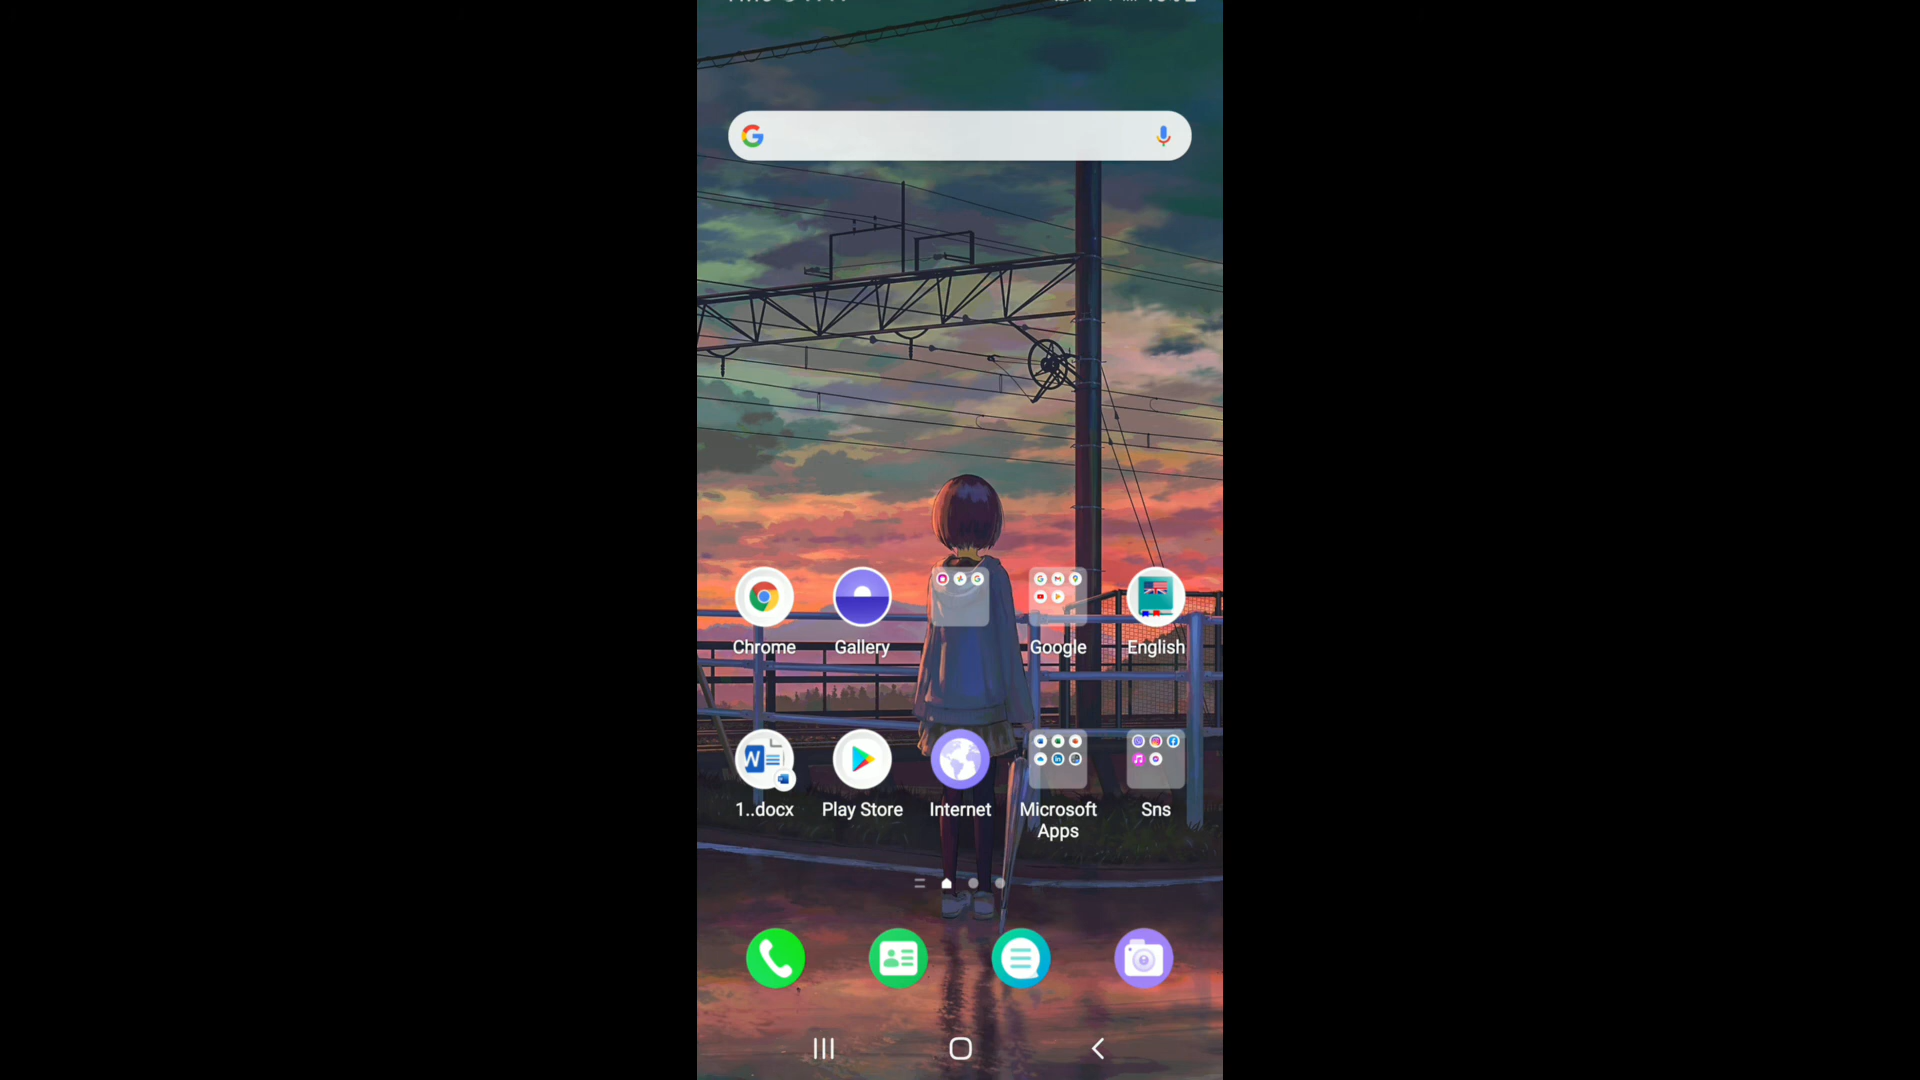 Chrome
Gallery
Google
English
1..docx
Play Store
Internet
Microsoft
Apps
Sns